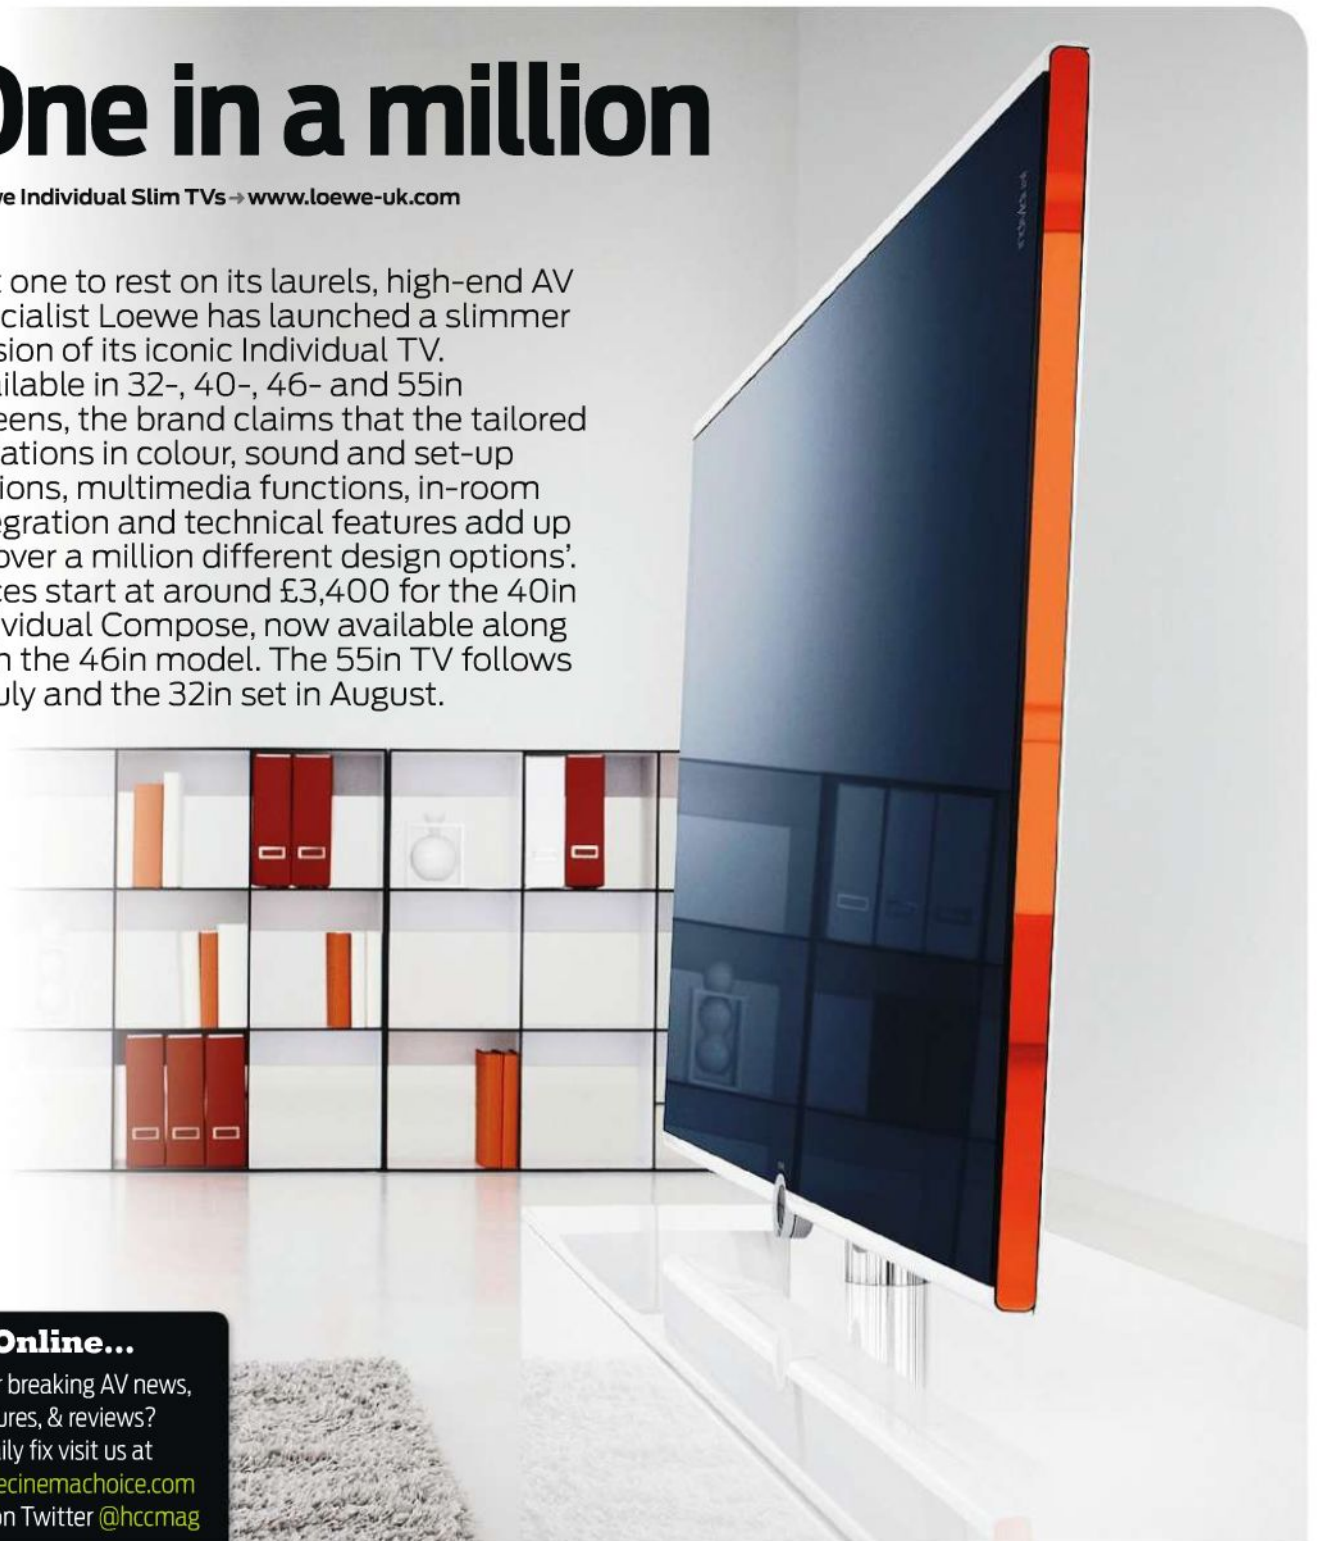 One in a million
ve Individual Slim TVs → www.loewe-uk.com
t one to rest on its laurels, high-end AV
cialist Loewe has launched a slimmer
sion of its iconic Individual TV.
ilable in 32-, 40-, 46- and 55in
eens, the brand claims that the tailored
ations in colour, sound and set-up
ions, multimedia functions, in-room
egration and technical features add up
over a million different design options’.
ces start at around £3,400 for the 40in
vidual Compose, now available along
h the 46in model. The 55in TV follows
uly and the 32in set in August.
Online...
r breaking AV news,
ures, & reviews?
ily fix visit us at
ecinemachoice.com
on Twitter @hccmag